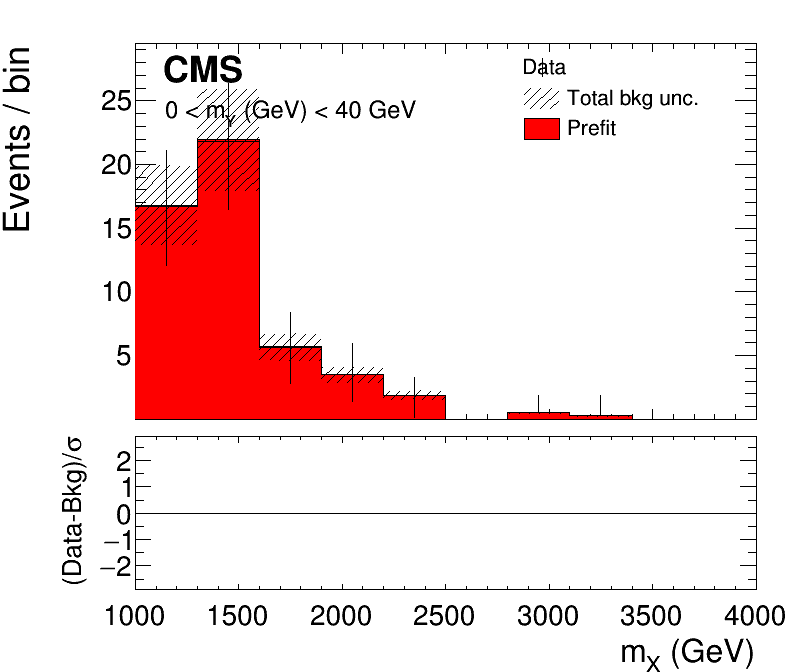 CMS
0 < m_Y (GeV) < 40 GeV
Data
Total bkg unc.
Prefit
Events / bin
25
20
15
10
5
(Data-Bkg)/σ
2
1
0
−1
−2
1000 1500 2000 2500 3000 3500 4000
m_X (GeV)